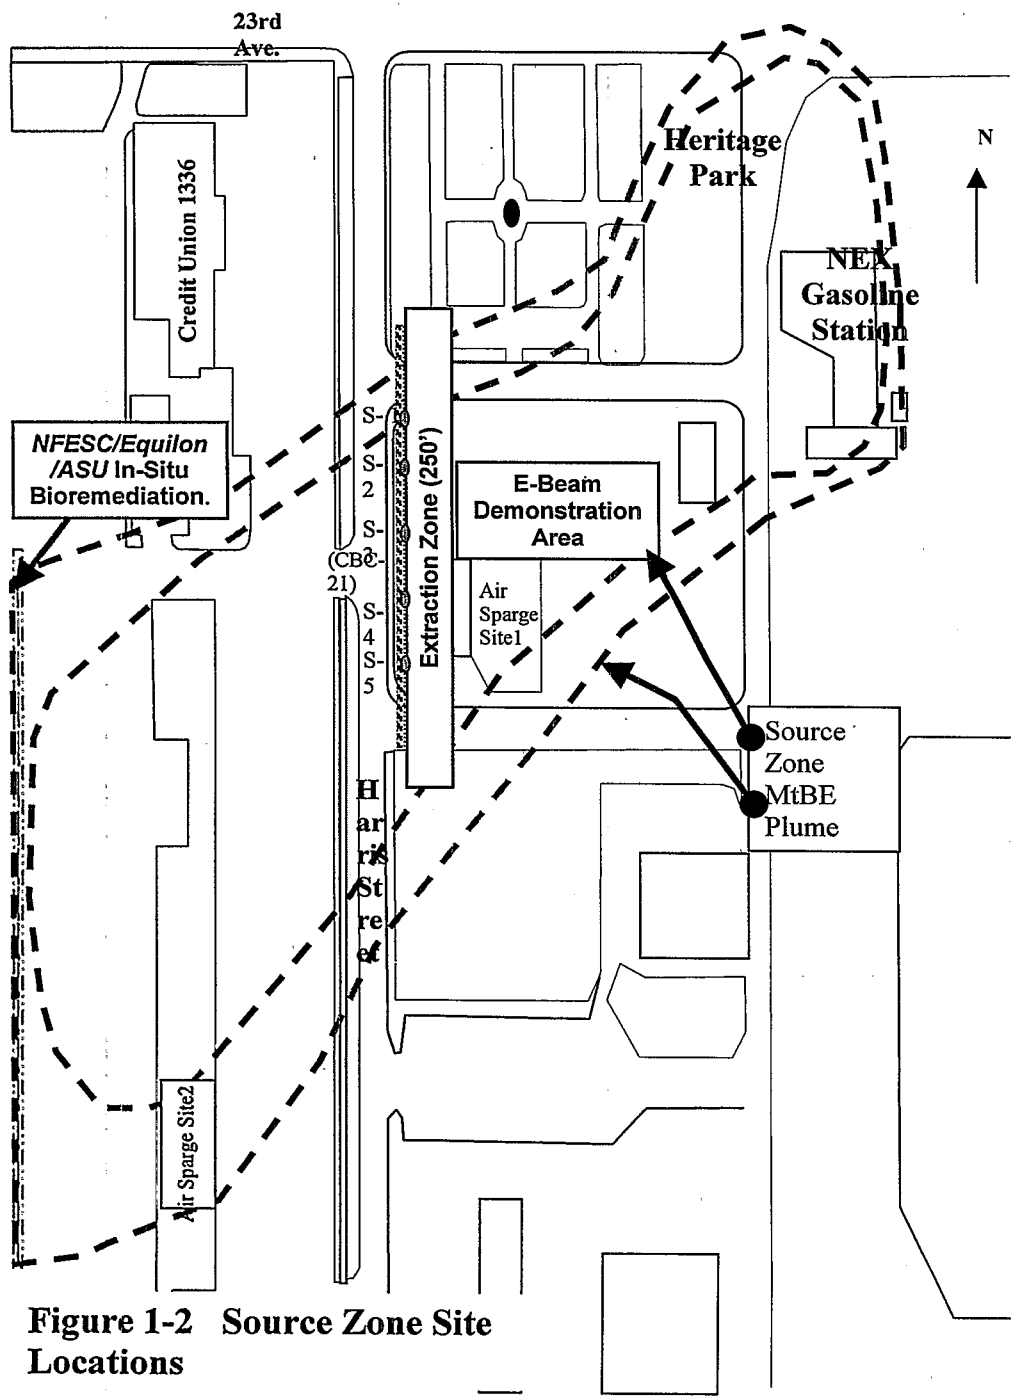 23rd
Ave.
Heritage
Park
N
Credit Union 1336
NEX
Gasoline
Station
NFESC/Equilon
/ASU In-Situ
Bioremediation.
S-
S-
2
S-
3
(CBC-
21)
S-
4
S-
5
Extraction Zone (250')
E-Beam
Demonstration
Area
Air
Sparge
Site1
Source
Zone
MtBE
Plume
H
ar
ris
St
re
et
Air Sparge Site2
Figure 1-2 Source Zone Site
Locations